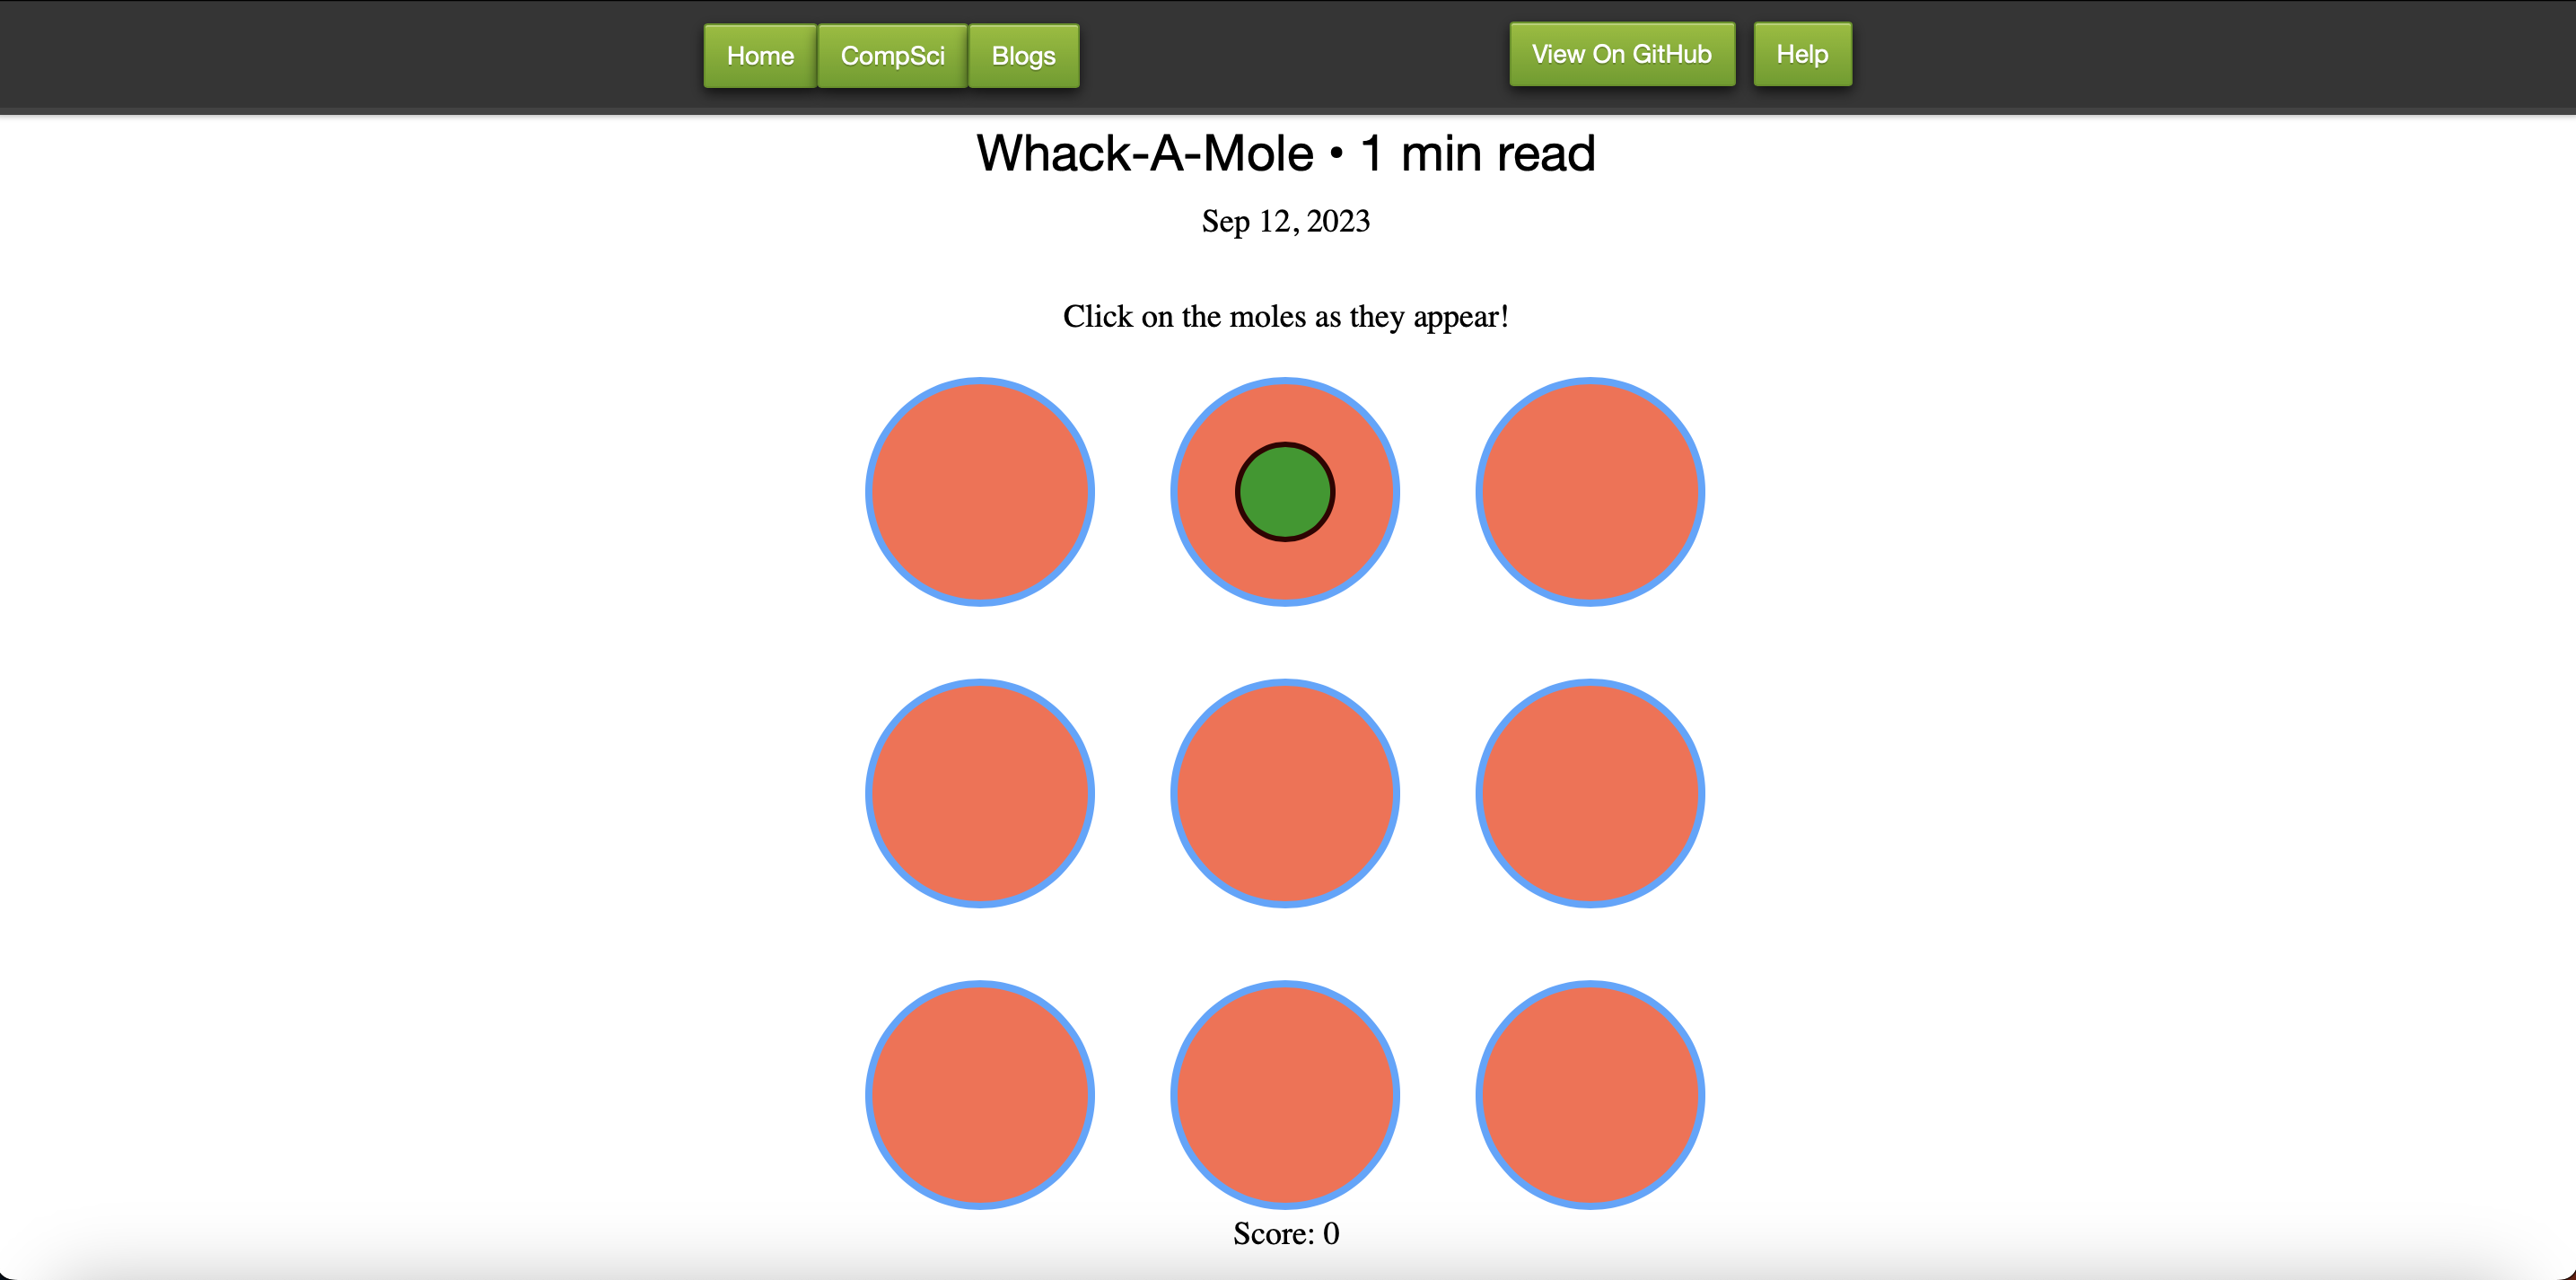 Home CompSci Blogs View On GitHub Help
Whack-A-Mole • 1 min read
Sep 12, 2023
Click on the moles as they appear!
Score: 0